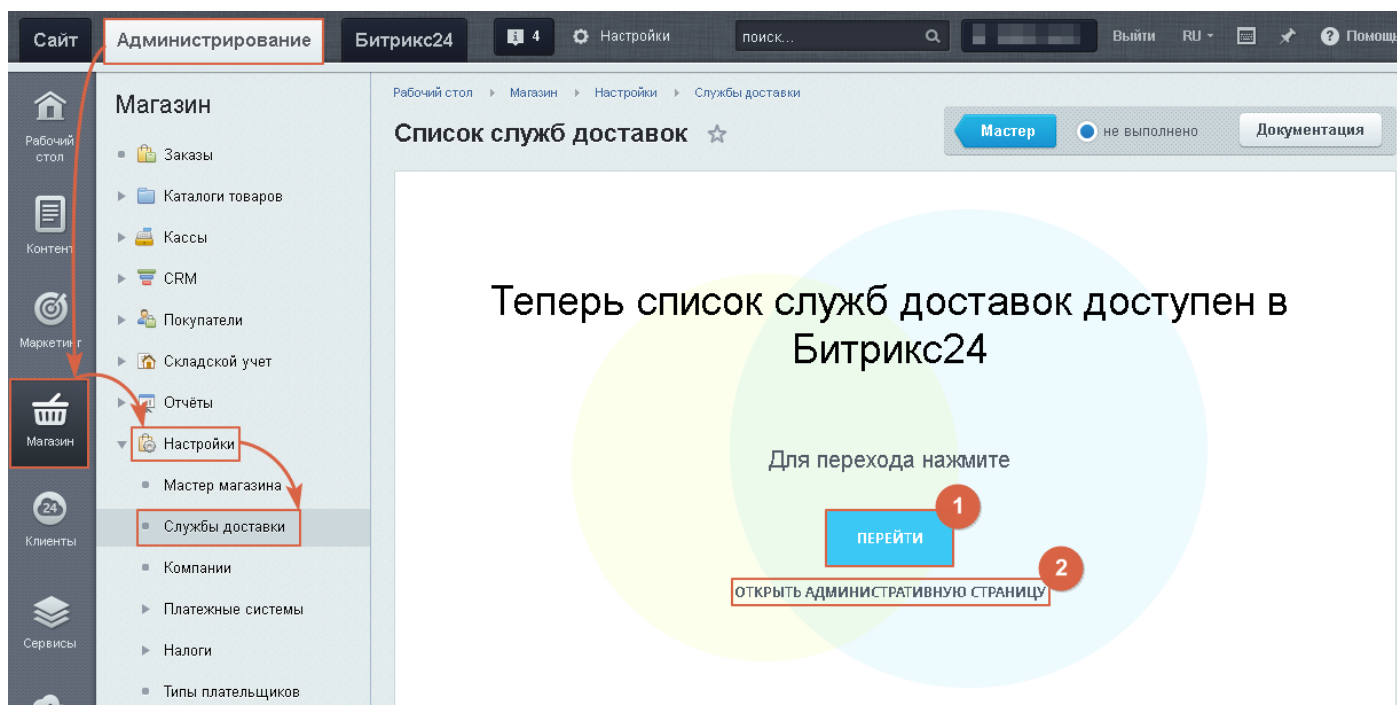 Сайт
Администрирование
Битрикс24
4
Настройки
поиск...
Выйти
RU
Помощь
Рабочий
стол
Контент
Маркетинг
Магазин
24
Клиенты
Сервисы
Магазин
Заказы
Каталоги товаров
Кассы
CRM
Покупатели
Складской учет
Отчёты
Настройки
Мастер магазина
Службы доставки
Компании
Платежные системы
Налоги
Типы плательщиков
Рабочий стол Магазин Настройки Службы доставки
Список служб доставок
Мастер
не выполнено
Документация
Теперь список служб доставок доступен в
Битрикс24
Для перехода нажмите
1
ПЕРЕЙТИ
2
ОТКРЫТЬ АДМИНИСТРАТИВНУЮ СТРАНИЦУ